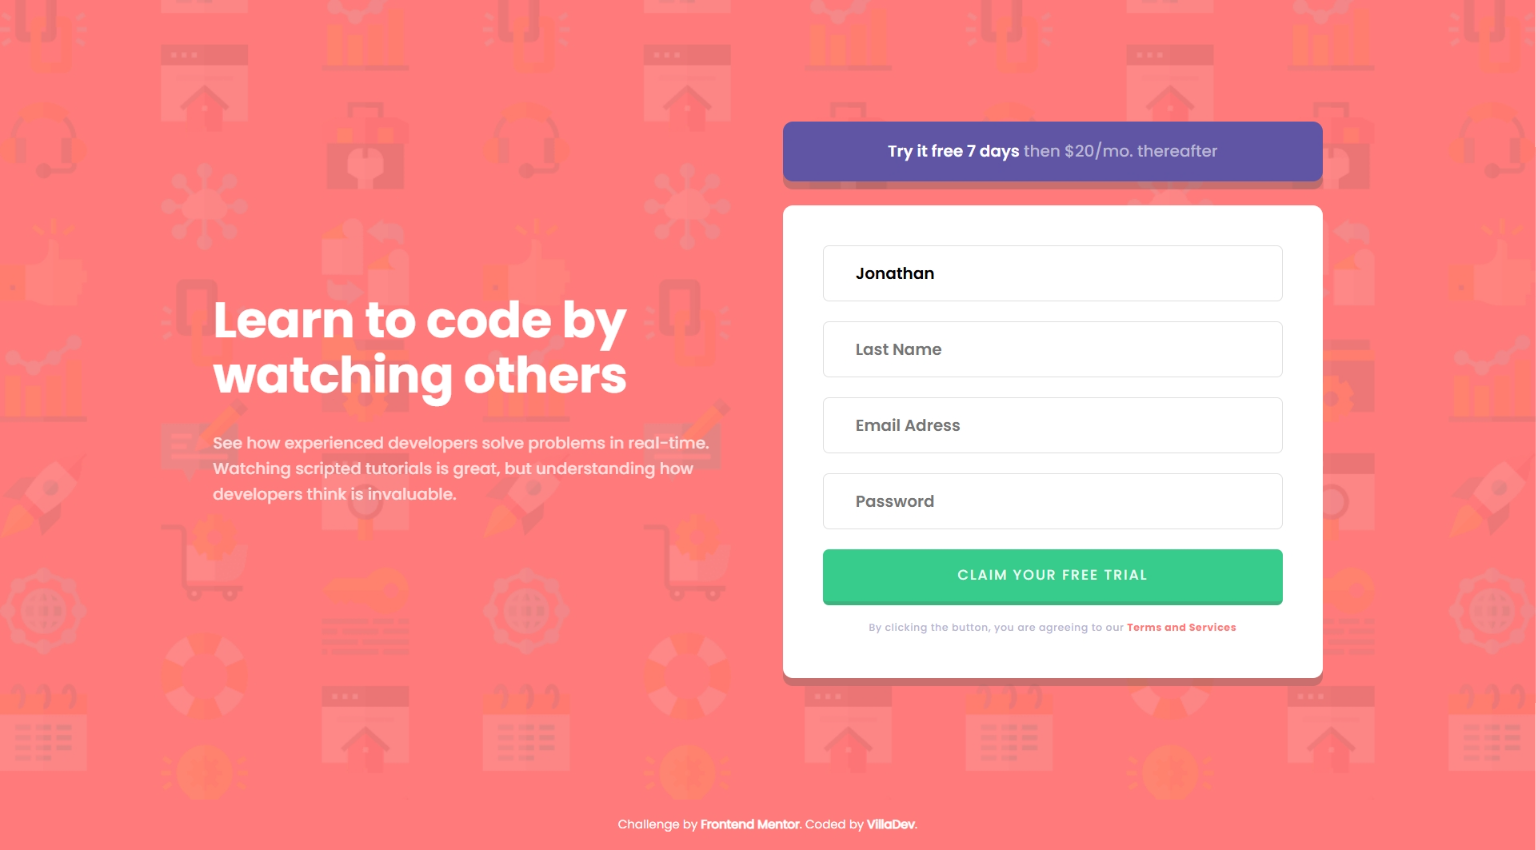 Learn to code by
watching others
See how experienced developers solve problems in real-time.
Watching scripted tutorials is great, but understanding how
developers think is invaluable.
Try it free 7 days then $20/mo. thereafter
Jonathan
Last Name
Email Adress
Password
CLAIM YOUR FREE TRIAL
By clicking the button, you are agreeing to our Terms and Services
Challenge by Frontend Mentor. Coded by VillaDev.